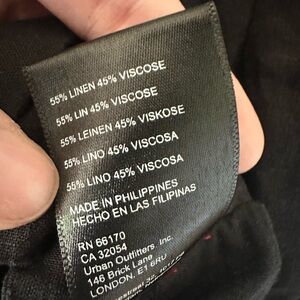 55% LINEN 45% VISCOSE
55% LIN 45% VISCOSE
55% LEINEN 45% VISKOSE
55% LINO 45% VISCOSA
55% LINO 45% VISCOSA
MADE IN PHILIPPINES
HECHO EN LAS FILIPINAS
RN 66170
CA 32054
Urban Outfitters Inc.
146 Brick Lane
LONDON, E1 6RU